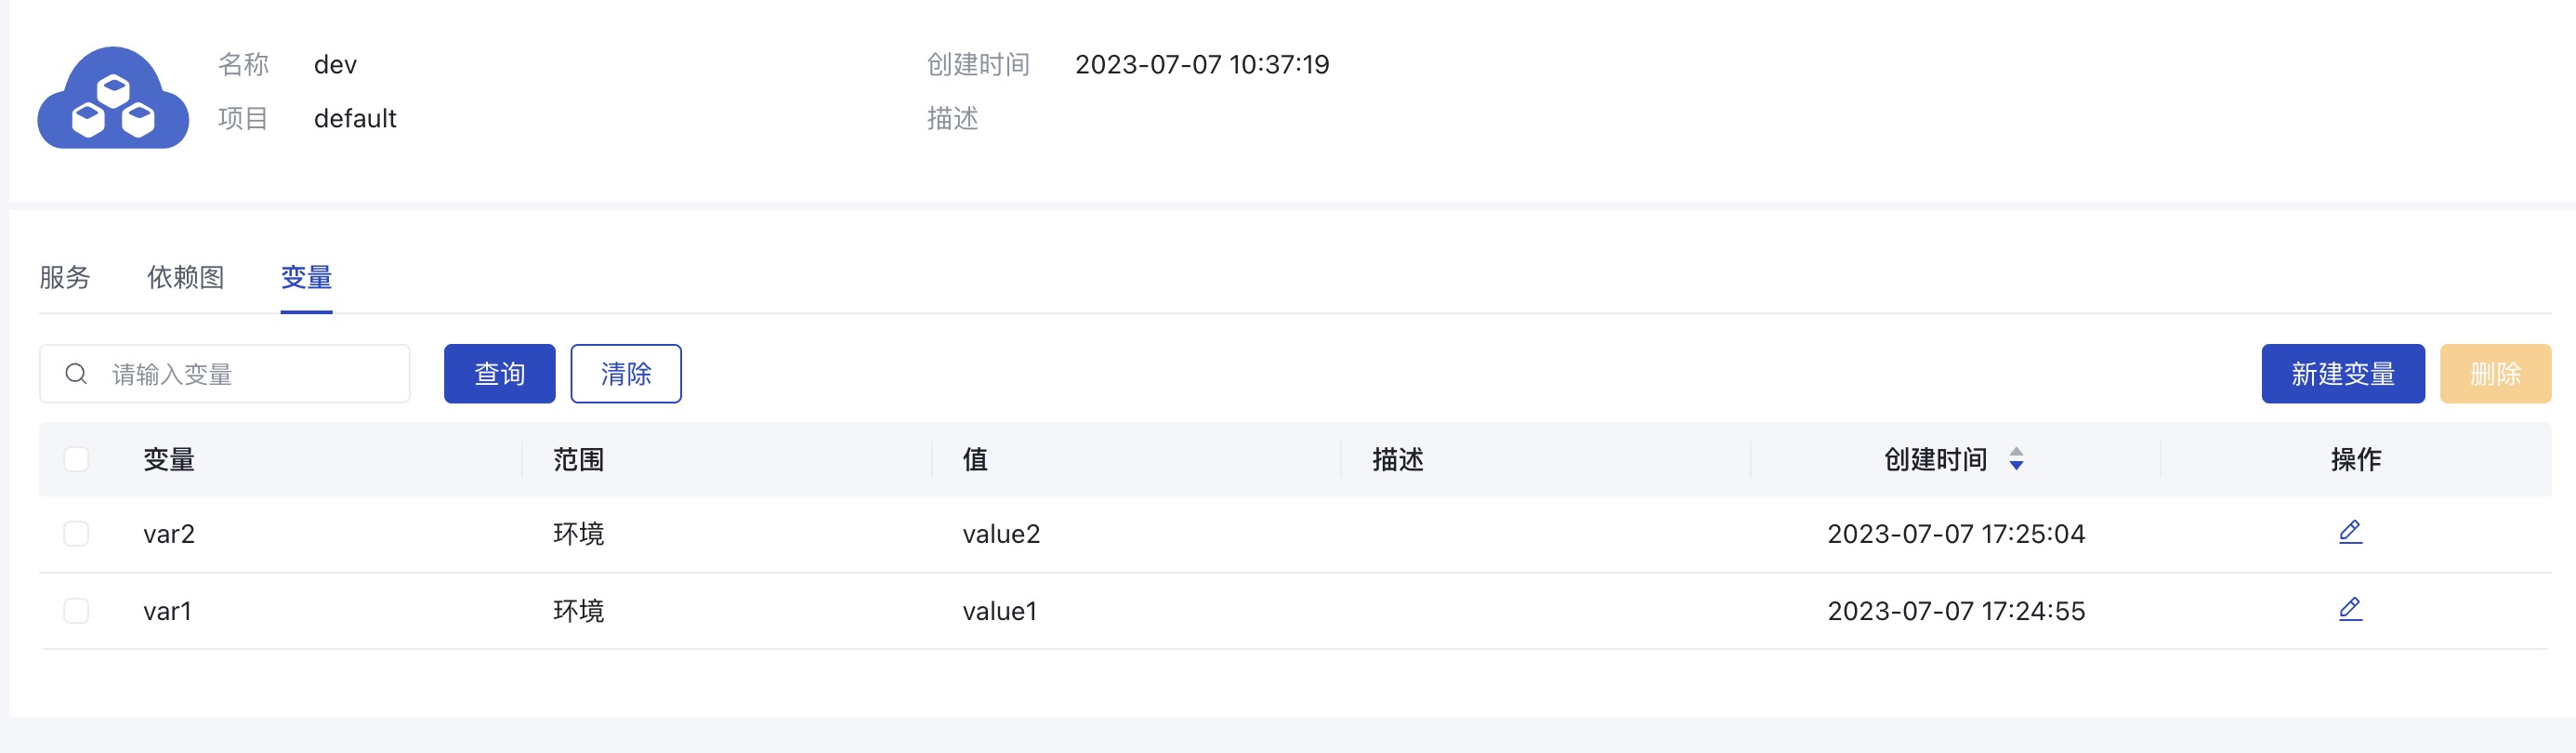 名称 dev 创建时间 2023-07-07 10:37:19
项目 default 描述
服务 依赖图 变量
请输入变量 查询 清除 新建变量 删除
变量 范围 值 描述 创建时间 操作
var2 环境 value2 2023-07-07 17:25:04
var1 环境 value1 2023-07-07 17:24:55